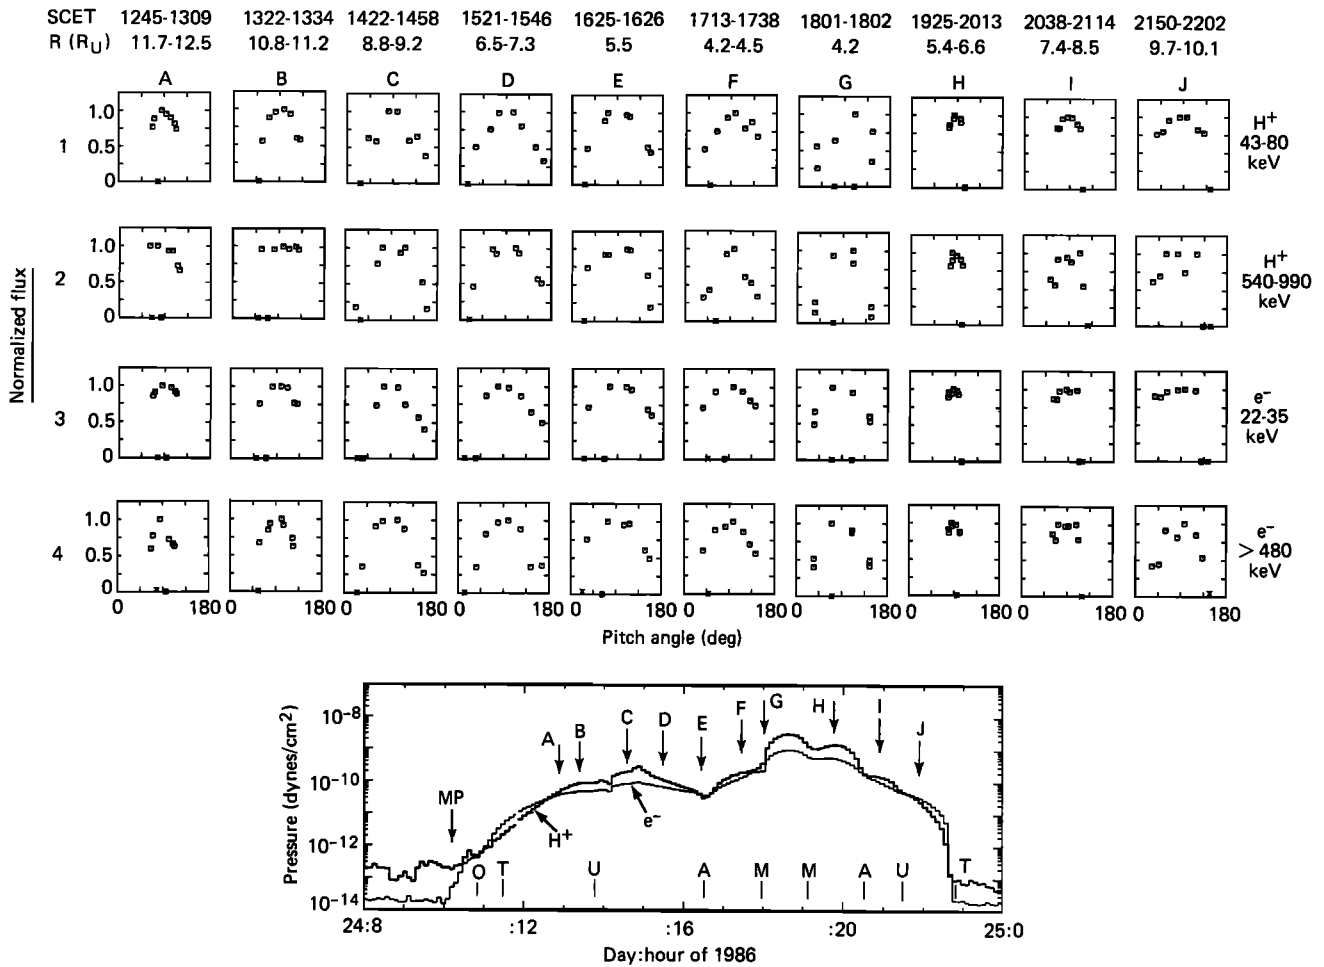 SCET 1245-1309 1322-1334 1422-1458 1521-1546 1625-1626 1713-1738 1801-1802 1925-2013 2038-2114 2150-2202
R (RU) 11.7-12.5 10.8-11.2 8.8-9.2 6.5-7.3 5.5 4.2-4.5 4.2 5.4-6.6 7.4-8.5 9.7-10.1
A B C D E F G H I J
Normalized flux
1
1.0
0.5
0
H+
43-80
keV
2
1.0
0.5
0
H+
540-990
keV
3
1.0
0.5
0
e−
22-35
keV
4
1.0
0.5
0
e−
> 480
keV
0 180 0 180 0 180 0 180 0 180 0 180 0 180 0 180 0 180 0 180
Pitch angle (deg)
Pressure (dynes/cm2)
10−8
10−10
10−12
10−14
MP A B C D E F G H I J
H+ e−
O T U A M M A U T
24:8 :12 :16 :20 25:0
Day:hour of 1986